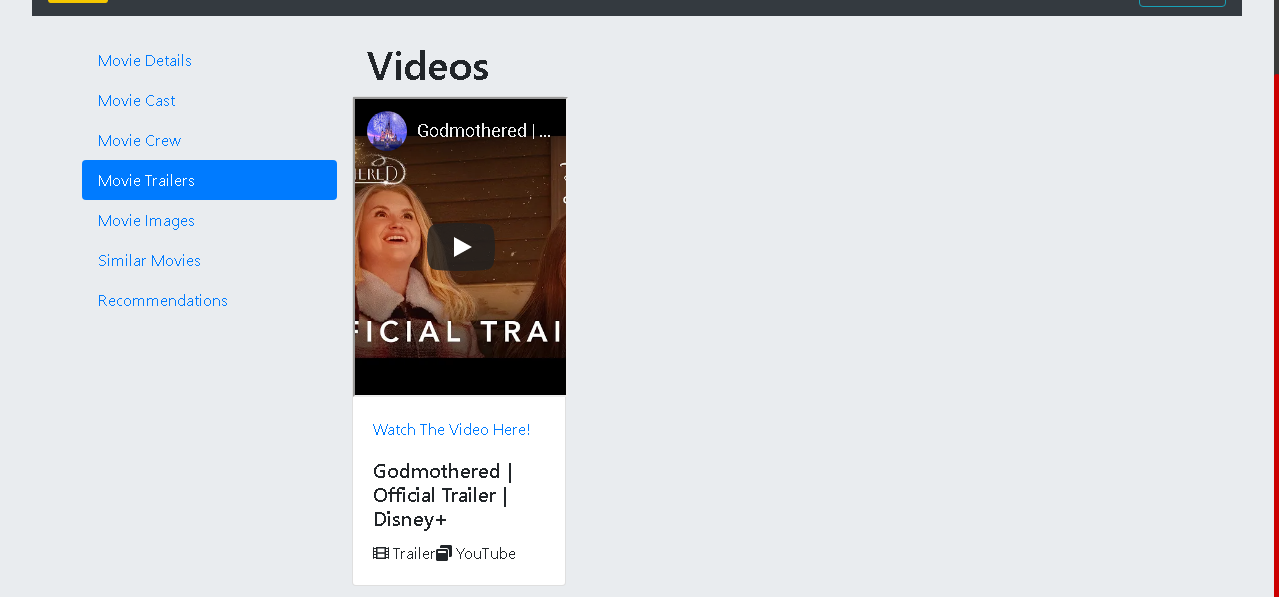 Movie Details
Movie Cast
Movie Crew
Movie Trailers
Movie Images
Similar Movies
Recommendations
Videos
Godmothered | ...
ERED
FICIAL TRAI
Watch The Video Here!
Godmothered |
Official Trailer |
Disney+
Trailer YouTube